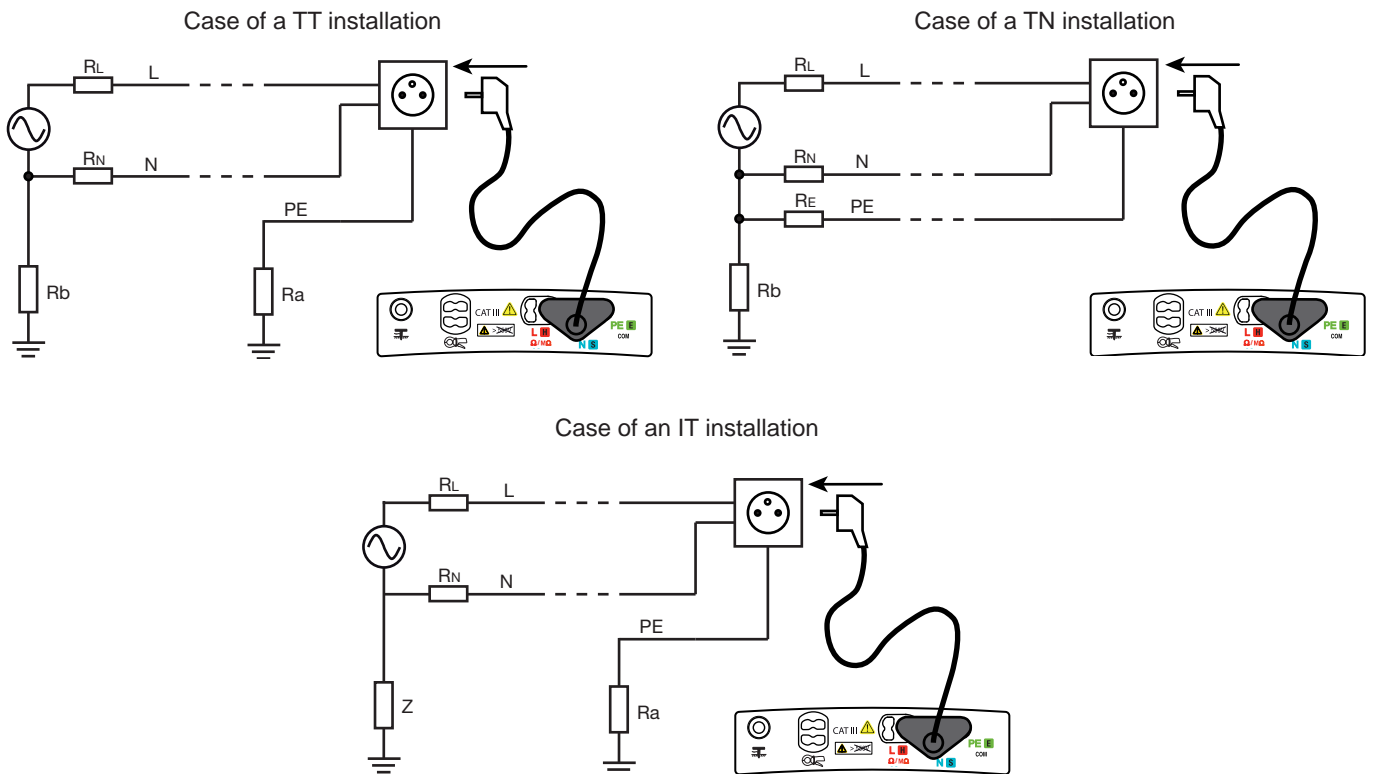 Case of a TT installation
RL
L
RN
N
PE
Rb
Ra
CAT III
L H
Ω/MΩ
N S
PE E
COM
Case of a TN installation
RL
L
RN
N
RE
PE
Rb
CAT III
L H
Ω/MΩ
N S
PE E
COM
Case of an IT installation
RL
L
RN
N
PE
Z
Ra
CAT III
L H
Ω/MΩ
N S
PE E
COM